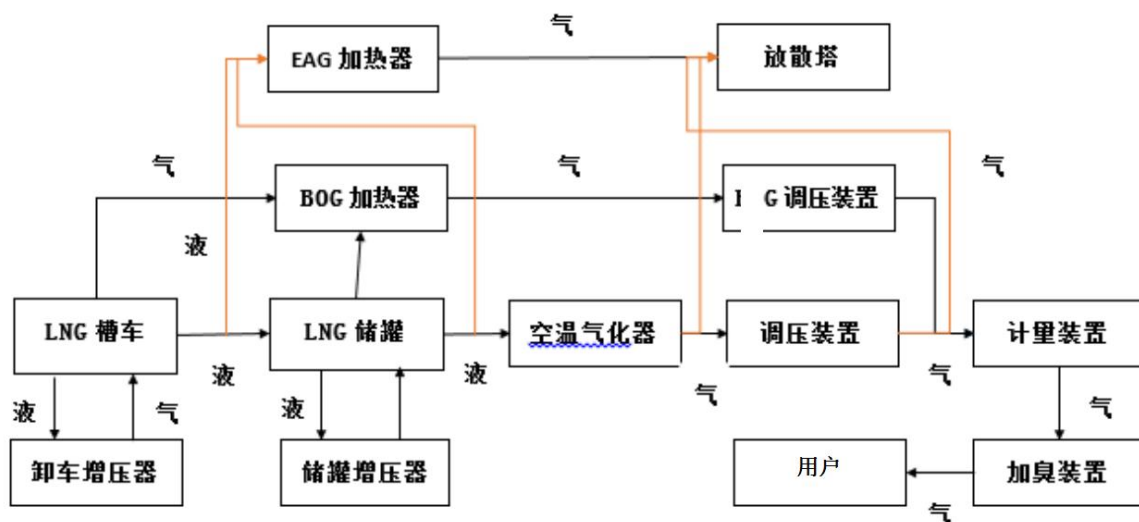 气
EAG 加热器
放散塔
气
气
气
BOG 加热器
G 调压装置
液
LNG 槽车
LNG 储罐
空温气化器
调压装置
计量装置
液
液
气
气
液
气
液
气
卸车增压器
储罐增压器
用户
加臭装置
气